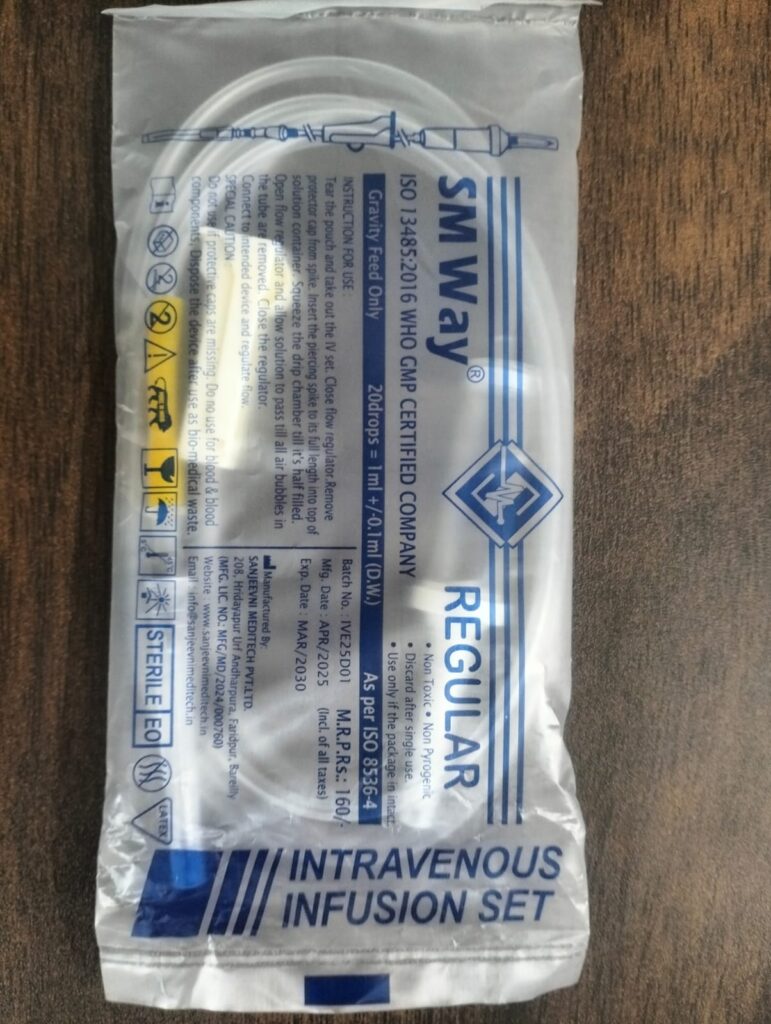 SM Way®
REGULAR
ISO 13485:2016 WHO GMP CERTIFIED COMPANY
• Non Toxic • Non Pyrogenic
• Discard after single use.
• Use only if the package in intact.
Gravity Feed Only 20drops = 1ml +/-0.1ml (D.W.) As per ISO 8536-4
INSTRUCTION FOR USE :
Tear the pouch and take out the IV set. Close flow regulator.Remove
protector cap from spike. Insert the piercing spike to its full length into top of
solution container. Squeeze the drip chamber till it's half filled.
Open flow regulator and allow solution to pass till all air bubbles in
the tube are removed. Close the regulator.
Connect to intended device and regulate flow.
SPECIAL CAUTION
Do not use if protective caps are missing. Do no use for blood & blood
components. Dispose the device after use as bio-medical waste.
Batch No. : IVE25D01
Mfg. Date : APR/2025
Exp. Date : MAR/2030
M.R.P.Rs.: 160/-
(Incl. of all taxes)
Manufactured By:
SANJEEVNI MEDITECH PVT.LTD.
208, Hridayapur Urf Andharpura, Faridpur, Bareilly
(MFG. LIC. NO.: MFG/MD/2024/000760)
Website www.sanjeevnimeditech.in
Email info@sanjeevnimeditech.in
2
2
STERILE EO
LATEX
INTRAVENOUS
INFUSION SET